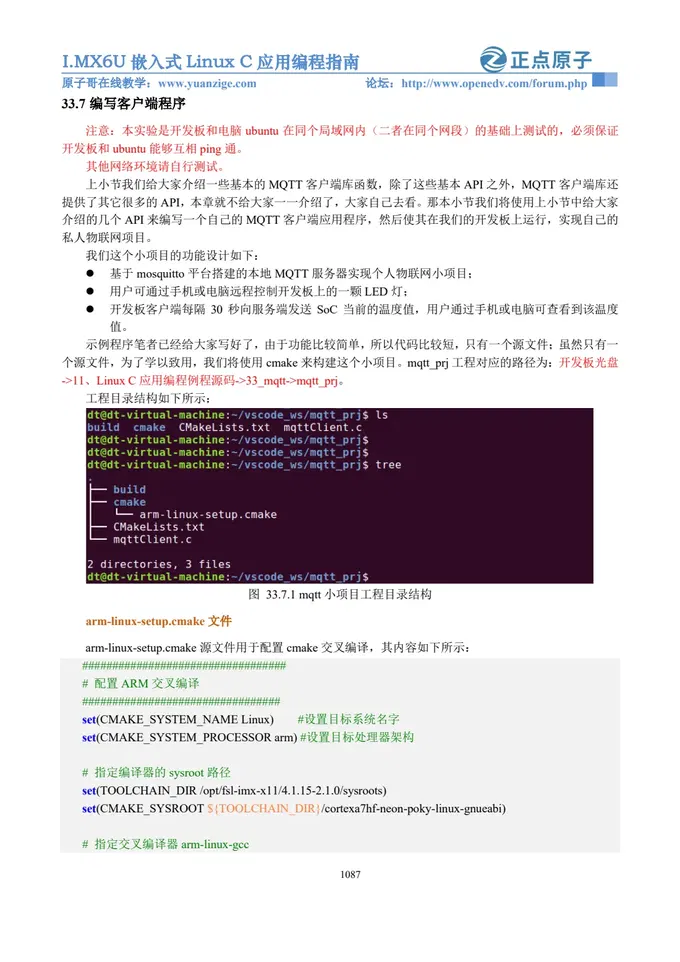 I.MX6U 嵌入式 Linux C 应用编程指南
正点原子
原子哥在线教学：www.yuanzige.com 论坛：http://www.openedv.com/forum.php
33.7 编写客户端程序
注意：本实验是开发板和电脑 ubuntu 在同个局域网内（二者在同个网段）的基础上测试的，必须保证
开发板和 ubuntu 能够互相 ping 通。
其他网络环境请自行测试。
上小节我们给大家介绍一些基本的 MQTT 客户端库函数，除了这些基本 API 之外，MQTT 客户端库还
提供了其它很多的 API，本章就不给大家一一介绍了，大家自己去看。那本小节我们将使用上小节中给大家
介绍的几个 API 来编写一个自己的 MQTT 客户端应用程序，然后使其在我们的开发板上运行，实现自己的
私人物联网项目。
我们这个小项目的功能设计如下：
● 基于 mosquitto 平台搭建的本地 MQTT 服务器实现个人物联网小项目；
● 用户可通过手机或电脑远程控制开发板上的一颗 LED 灯；
● 开发板客户端每隔 30 秒向服务端发送 SoC 当前的温度值，用户通过手机或电脑可查看到该温度
值。
示例程序笔者已经给大家写好了，由于功能比较简单，所以代码比较短，只有一个源文件；虽然只有一
个源文件，为了学以致用，我们将使用 cmake 来构建这个小项目。mqtt_prj 工程对应的路径为：开发板光盘
->11、Linux C 应用编程例程源码->33_mqtt->mqtt_prj。
工程目录结构如下所示：
dt@dt-virtual-machine:~/vscode_ws/mqtt_prj$ ls
build cmake CMakeLists.txt mqttClient.c
dt@dt-virtual-machine:~/vscode_ws/mqtt_prj$
dt@dt-virtual-machine:~/vscode_ws/mqtt_prj$
dt@dt-virtual-machine:~/vscode_ws/mqtt_prj$ tree
.
├── build
├── cmake
│   └── arm-linux-setup.cmake
├── CMakeLists.txt
└── mqttClient.c
2 directories, 3 files
dt@dt-virtual-machine:~/vscode_ws/mqtt_prj$
图 33.7.1 mqtt 小项目工程目录结构
arm-linux-setup.cmake 文件
arm-linux-setup.cmake 源文件用于配置 cmake 交叉编译，其内容如下所示：
##################################
# 配置 ARM 交叉编译
#################################
set(CMAKE_SYSTEM_NAME Linux) #设置目标系统名字
set(CMAKE_SYSTEM_PROCESSOR arm) #设置目标处理器架构
# 指定编译器的 sysroot 路径
set(TOOLCHAIN_DIR /opt/fsl-imx-x11/4.1.15-2.1.0/sysroots)
set(CMAKE_SYSROOT ${TOOLCHAIN_DIR}/cortexa7hf-neon-poky-linux-gnueabi)
# 指定交叉编译器 arm-linux-gcc
1087